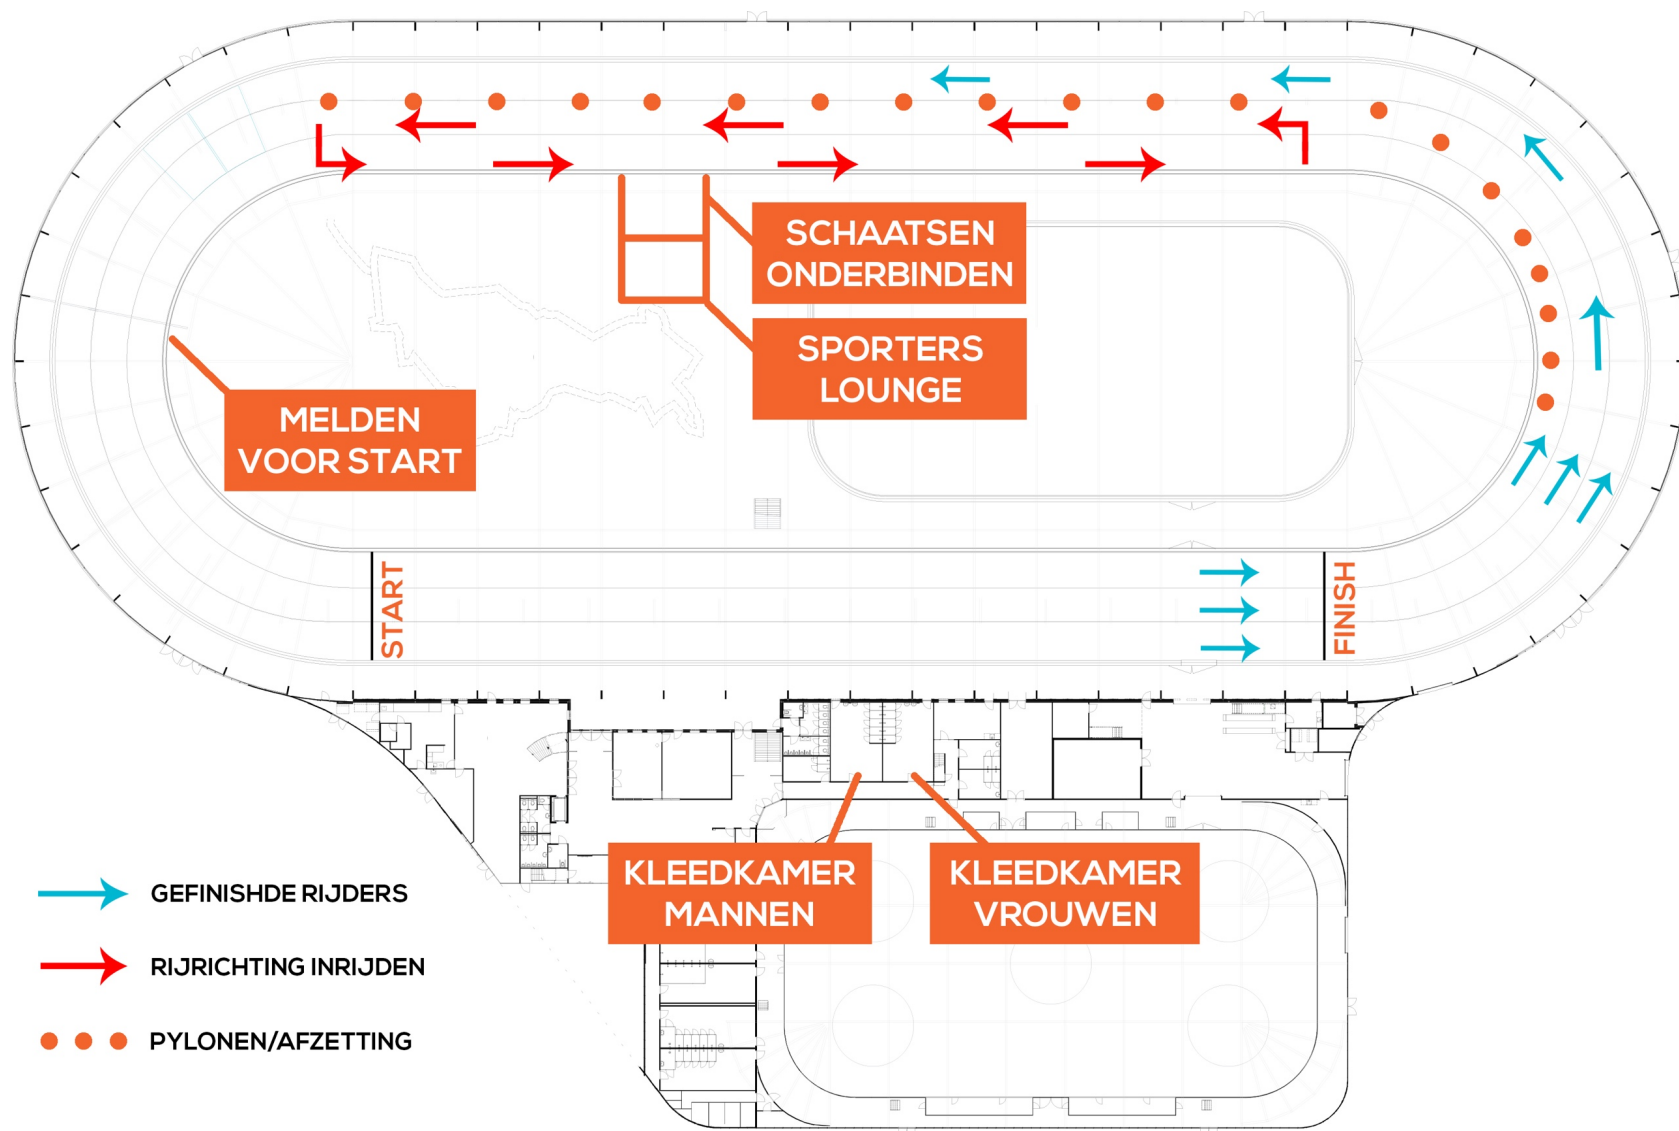 SCHAATSEN
ONDERBINDEN
SPORTERS
LOUNGE
MELDEN
VOOR START
START
FINISH
KLEEDKAMER
MANNEN
KLEEDKAMER
VROUWEN
GEFINISHDE RIJDERS
RIJRICHTING INRIJDEN
PYLONEN/AFZETTING